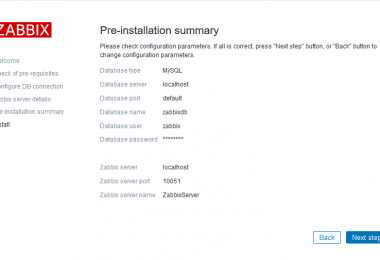 ZABBIX
elcome
eck of pre-requisites
onfigure DB connection
abbix server details
e-installation summary
stall
Pre-installation summary
Please check configuration parameters. If all is correct, press "Next step" button, or "Back" button to
change configuration parameters.
Database type MySQL
Database server localhost
Database port default
Database name zabbixdb
Database user zabbix
Database password ********
Zabbix server localhost
Zabbix server port 10051
Zabbix server name ZabbixServer
Back Next step